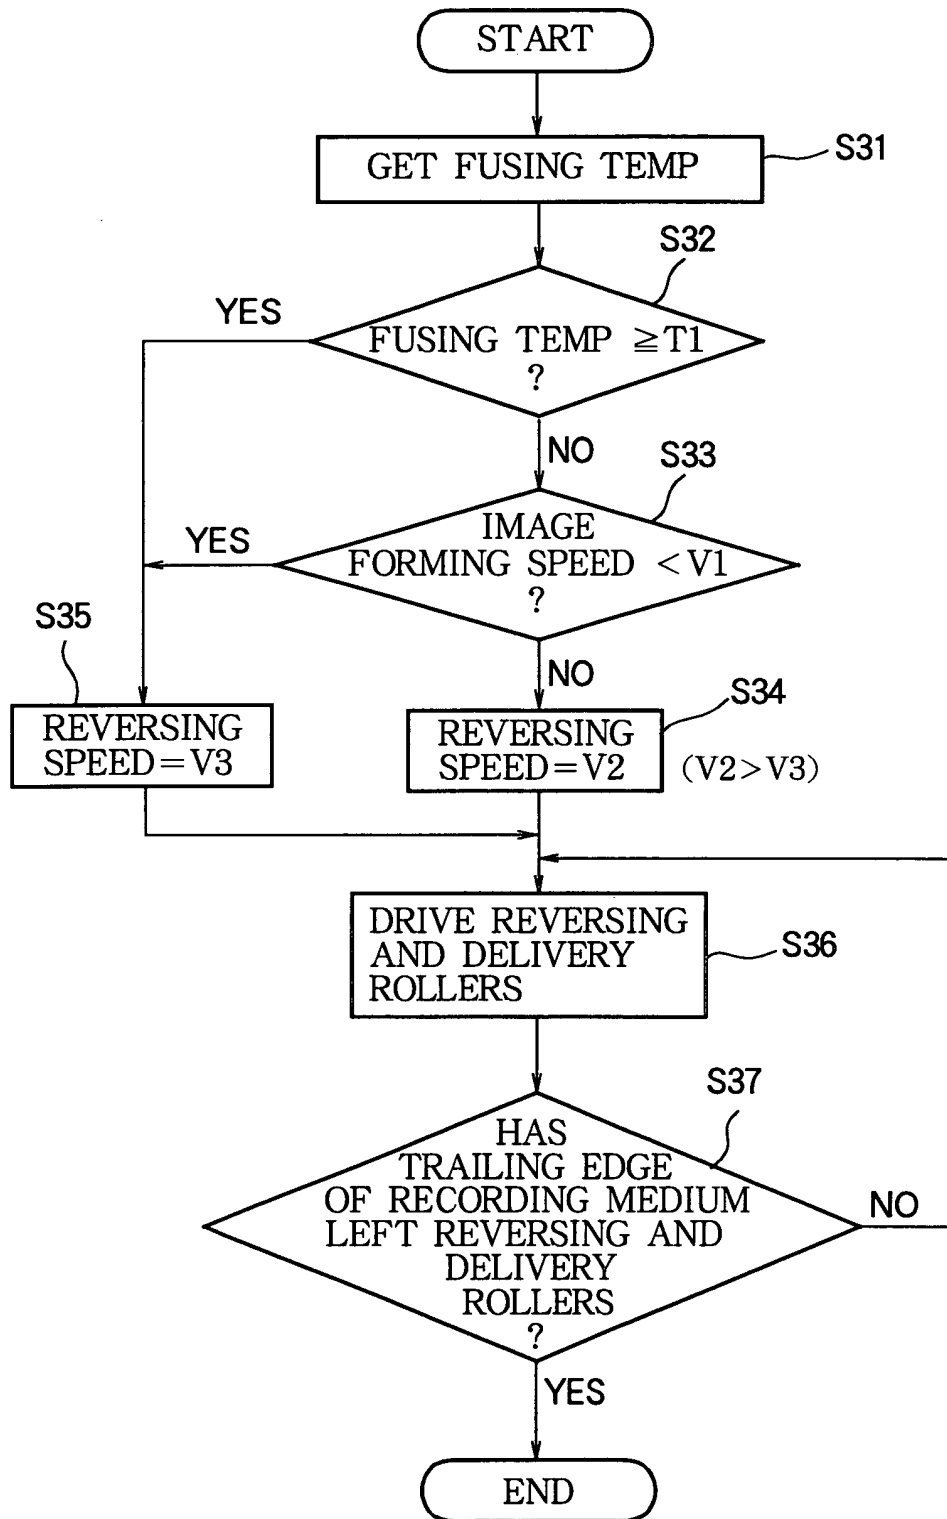 START
GET FUSING TEMP
S31
S32
YES
FUSING TEMP ≧T1
?
NO
S33
IMAGE
YES
FORMING SPEED <V1
?
S35
NO
S34
REVERSING
SPEED=V3
REVERSING
SPEED=V2
(V2>V3)
DRIVE REVERSING
AND DELIVERY
ROLLERS
S36
S37
HAS
TRAILING EDGE
OF RECORDING MEDIUM
LEFT REVERSING AND
DELIVERY
ROLLERS
?
NO
YES
END